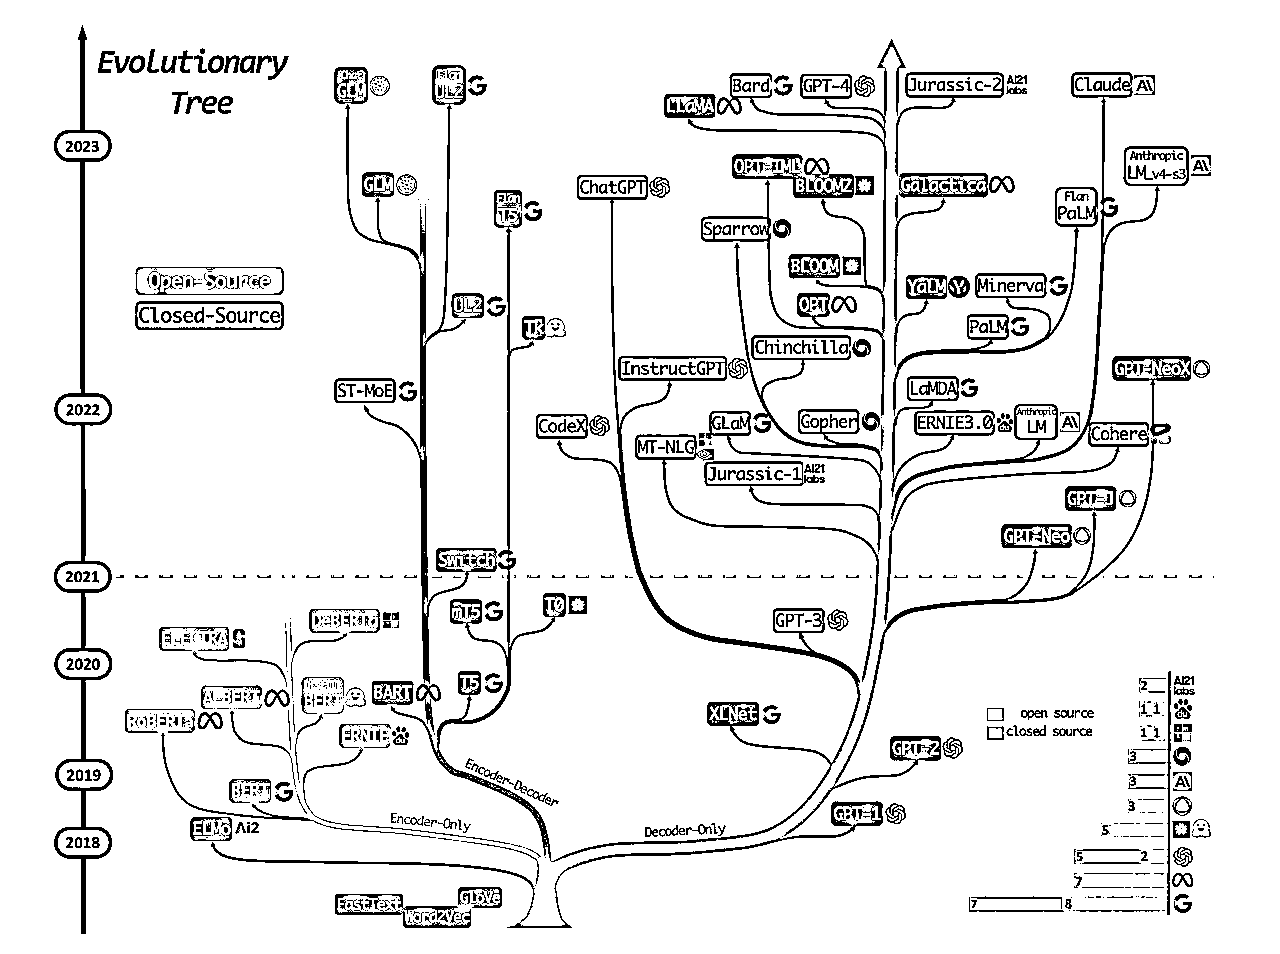 Evolutionary
Tree
2023
2022
2021
2020
2019
2018
Open-Source
Closed-Source
GLM
Flan
UL2
GLM
Flan
T5
UL2
TK
ST-MoE
Switch
mT5
T0
T5
BART
DeBERTa
ELECTRA
ALBERT
BERT
RoBERTa
ERNIE
BERT
ELMo
Ai2
FastText
Word2Vec
GloVe
Encoder-Only
Encoder-Decoder
Decoder-Only
Bard
GPT-4
Jurassic-2
AI21
labs
Claude
A\
LLaMA
OPT-IML
BLOOMZ
Galactica
Anthropic
LM_v4-s3
A\
ChatGPT
Flan
PaLM
Sparrow
BLOOM
YaLM
Minerva
OPT
PaLM
Chinchilla
InstructGPT
GPT-NeoX
LaMDA
CodeX
GLaM
Gopher
ERNIE3.0
Anthropic
LM
A\
Cohere
MT-NLG
Jurassic-1
AI21
labs
GPT-J
GPT-Neo
GPT-3
XLNet
GPT-2
GPT-1
open source
closed source
2
AI21
labs
1 1
1 1
3
3
A\
3
5
5 2
7
7 8